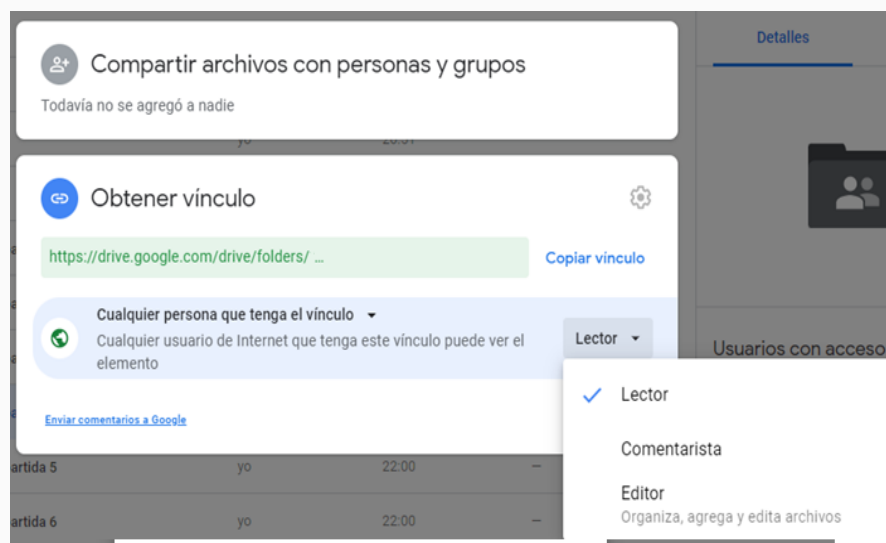 Compartir archivos con personas y grupos
Todavía no se agregó a nadie
Detalles
yo
Obtener vínculo
https://drive.google.com/drive/folders/ ...
Copiar vínculo
Cualquier persona que tenga el vínculo
Cualquier usuario de Internet que tenga este vínculo puede ver el
elemento
Lector
Usuarios con acceso
Lector
Comentarista
Editor
Organiza, agrega y edita archivos
Enviar comentarios a Google
artida 5 yo 22:00 –
artida 6 yo 22:00 –